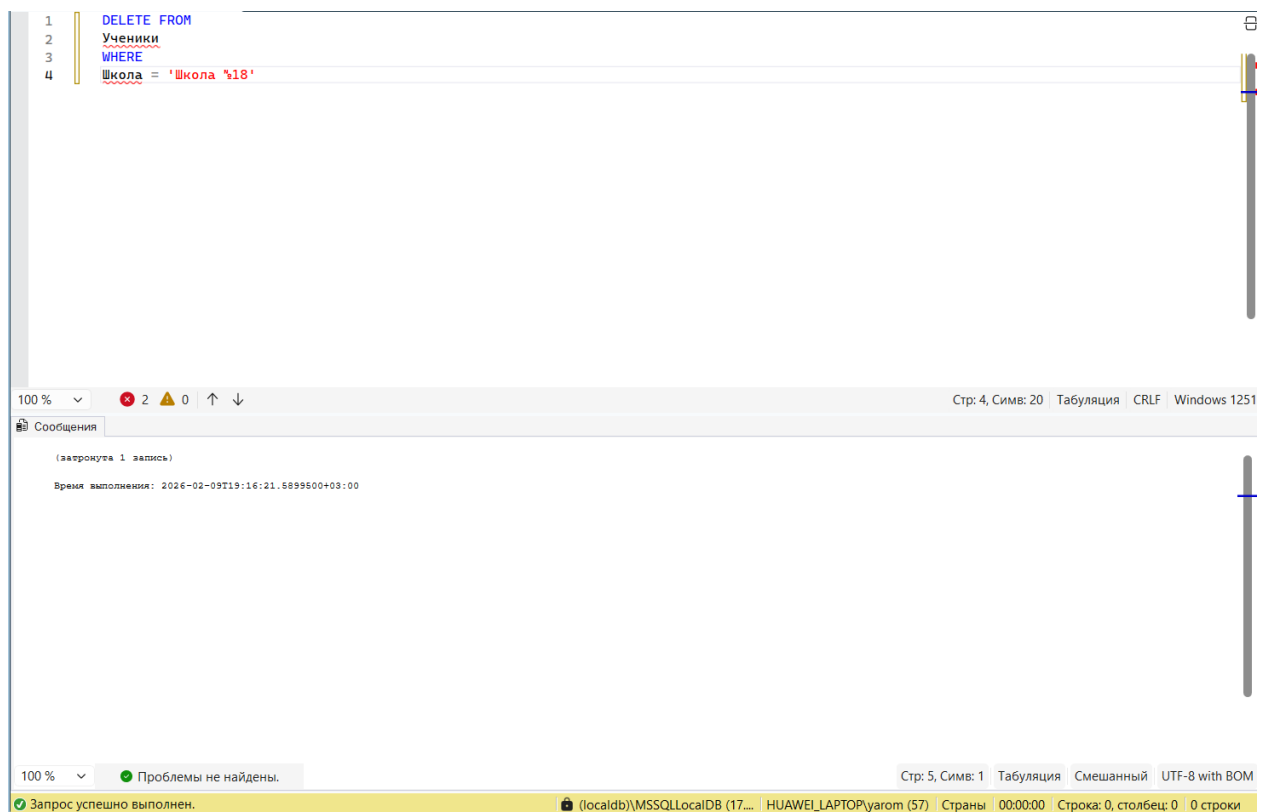 1 DELETE FROM
2 Ученики
3 WHERE
4 Школа = 'Школа №18'
100 % 2 0 ↑ ↓ Стр: 4, Симв: 20 Табуляция CRLF Windows 1251
Сообщения
(затронута 1 запись)
Время выполнения: 2026-02-09T19:16:21.5899500+03:00
100 % Проблемы не найдены. Стр: 5, Симв: 1 Табуляция Смешанный UTF-8 with BOM
Запрос успешно выполнен. (localdb)\MSSQLLocalDB (17.... HUAWEI_LAPTOP\yarom (57) Страны 00:00:00 Строка: 0, столбец: 0 0 строки